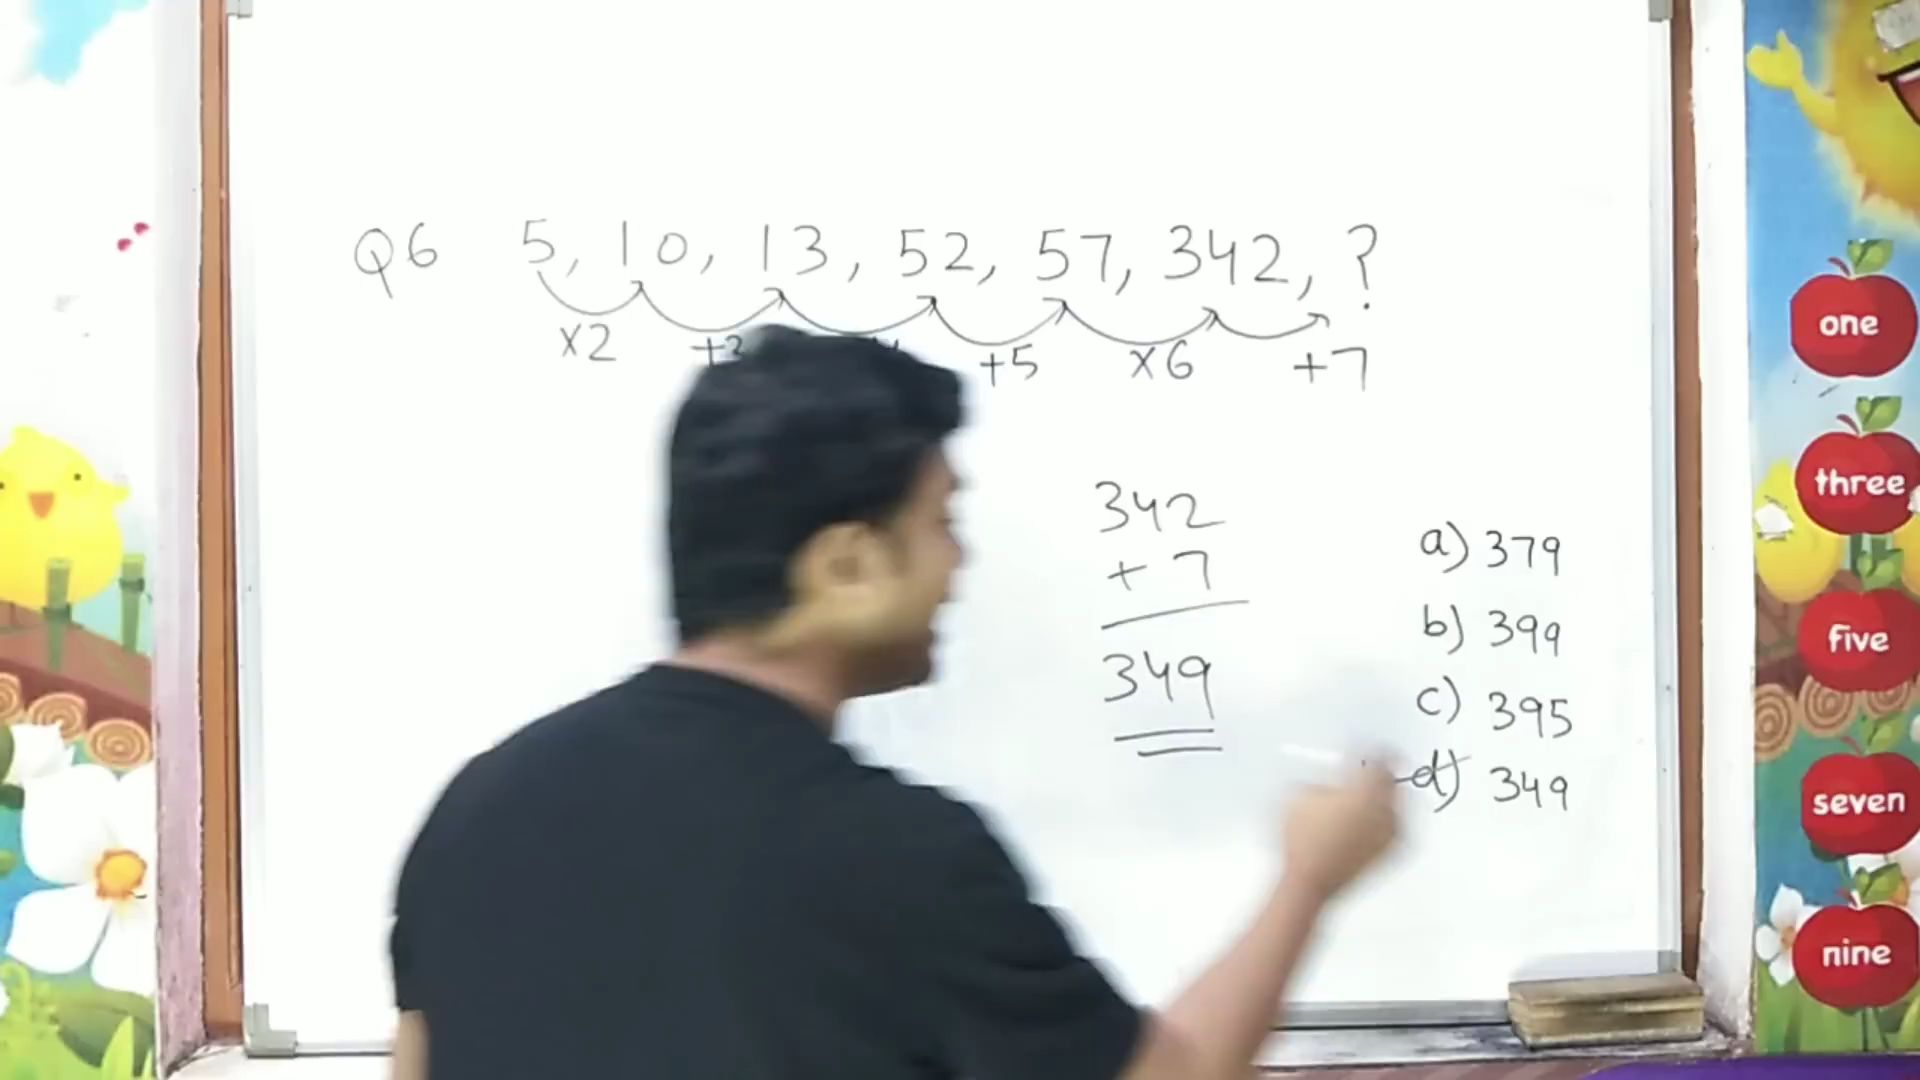 Q6 5, 10, 13, 52, 57, 342, ?
x2 +3 +5 x6 +7
342
+ 7
349
a) 379
b) 399
c) 395
d) 349
one
three
five
seven
nine